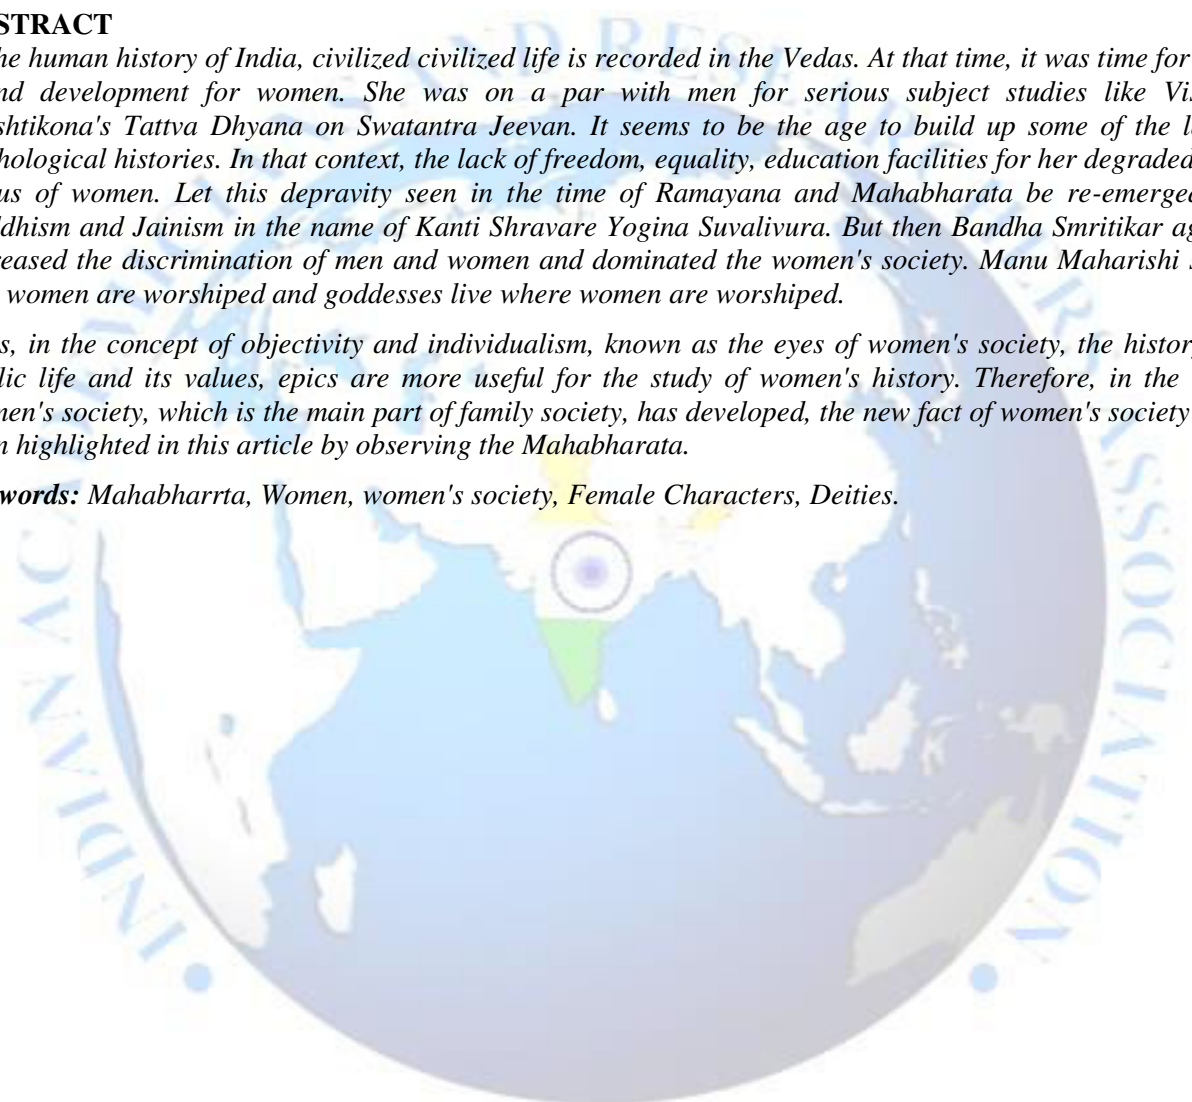 STRACT
he human history of India, civilized civilized life is recorded in the Vedas. At that time, it was time for
nd development for women. She was on a par with men for serious subject studies like Vis
shtikona's Tattva Dhyana on Swatantra Jeevan. It seems to be the age to build up some of the l
hological histories. In that context, the lack of freedom, equality, education facilities for her degraded
us of women. Let this depravity seen in the time of Ramayana and Mahabharata be re-emerge
ddhism and Jainism in the name of Kanti Shravare Yogina Suvalivura. But then Bandha Smritikar ag
reased the discrimination of men and women and dominated the women's society. Manu Maharishi s
women are worshiped and goddesses live where women are worshiped.
s, in the concept of objectivity and individualism, known as the eyes of women's society, the history
lic life and its values, epics are more useful for the study of women's history. Therefore, in the
men's society, which is the main part of family society, has developed, the new fact of women's society
n highlighted in this article by observing the Mahabharata.
words: Mahabharrta, Women, women's society, Female Characters, Deities.
INDIAN ACADEMICIANS AND RESEARCHERS ASSOCIATION